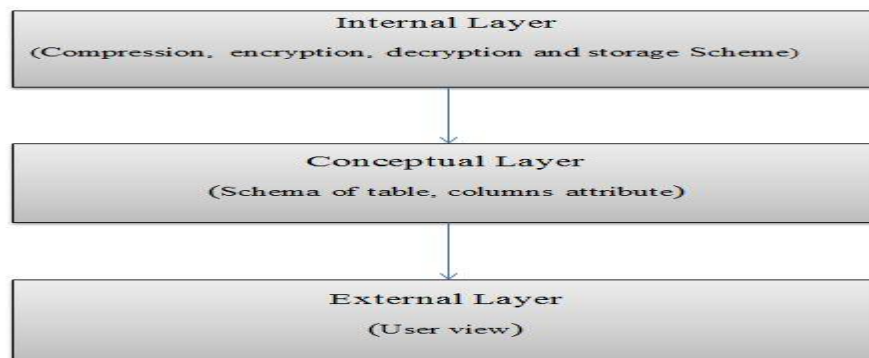 Internal Layer
(Compression, encryption, decryption and storage Scheme)
Conceptual Layer
(Schema of table, columns attribute)
External Layer
(User view)